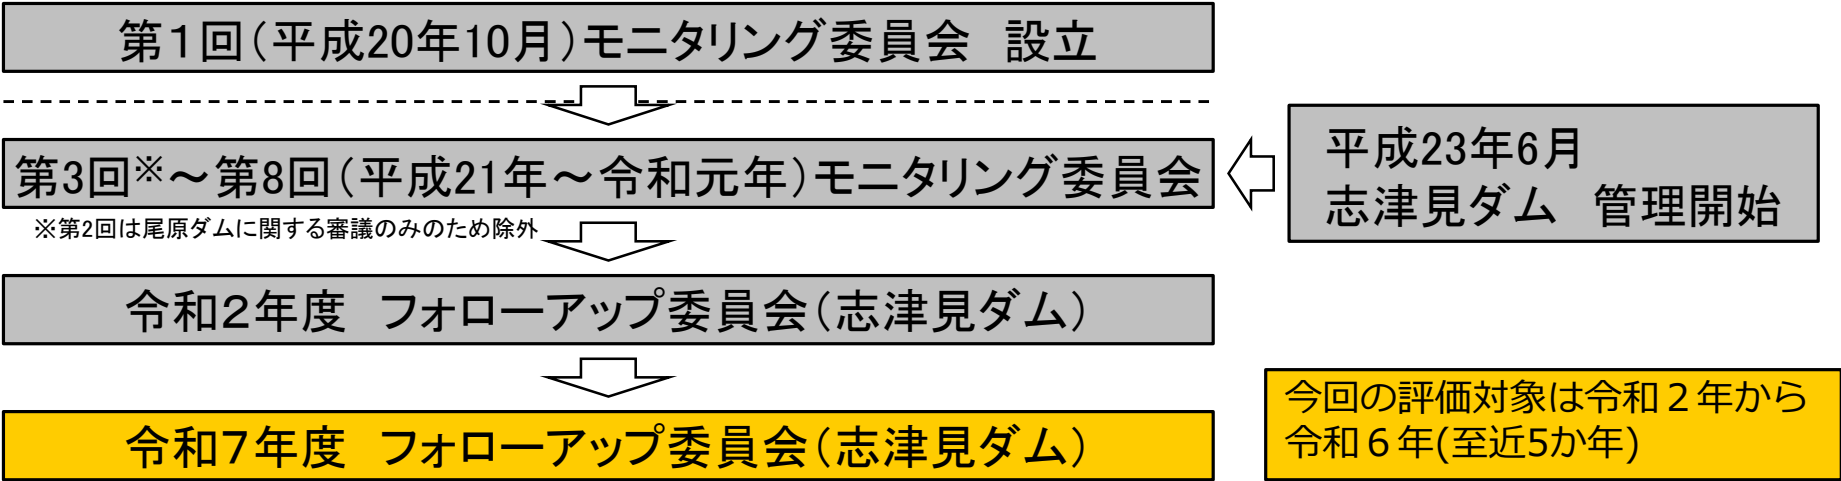 第１回（平成20年10月）モニタリング委員会　設立
第3回※～第8回（平成21年～令和元年）モニタリング委員会
※第2回は尾原ダムに関する審議のみのため除外
平成23年6月
志津見ダム　管理開始
令和２年度　フォローアップ委員会（志津見ダム）
令和７年度　フォローアップ委員会（志津見ダム）
今回の評価対象は令和２年から
令和６年(至近5か年)